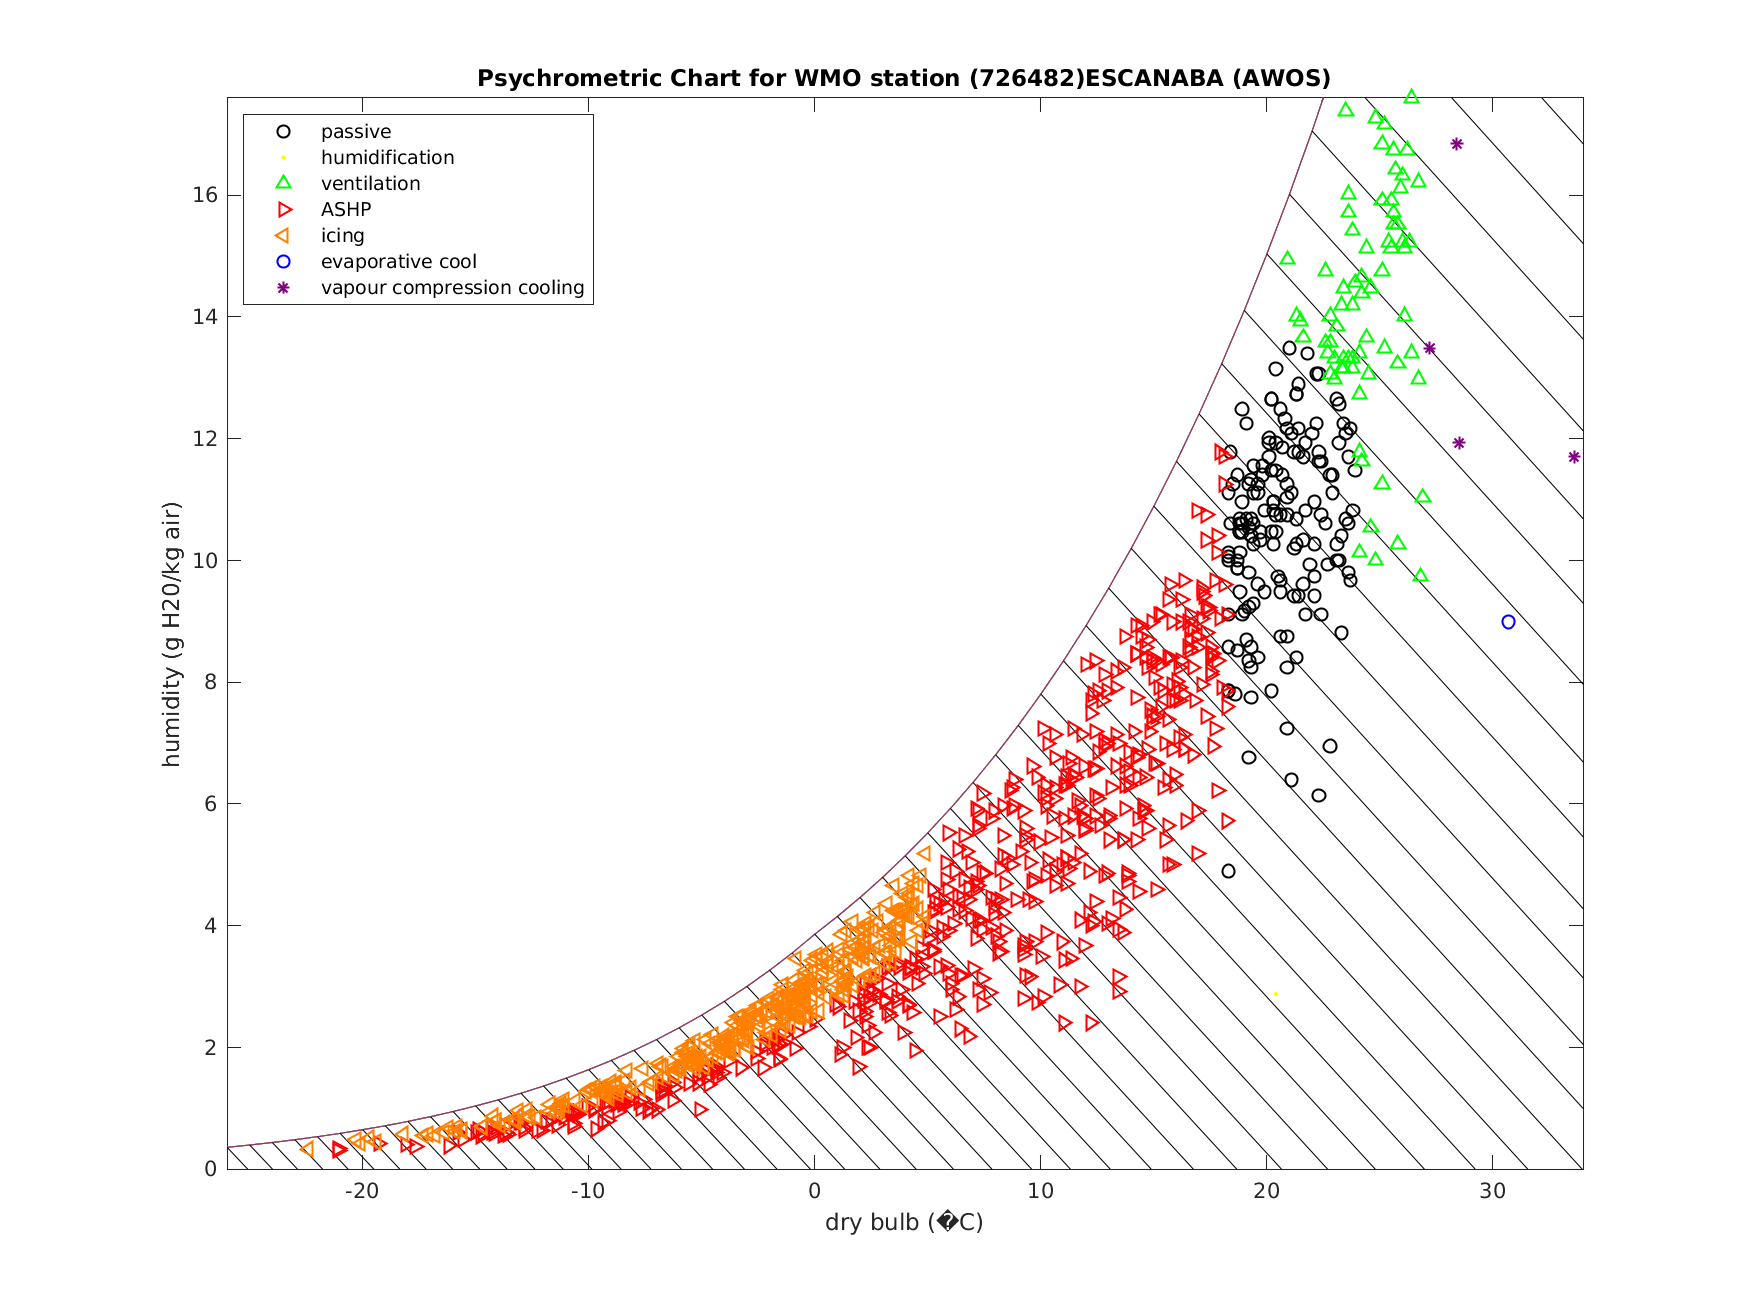 Psychrometric Chart for WMO station (726482)ESCANABA (AWOS)
passive
humidification
ventilation
ASHP
icing
evaporative cool
vapour compression cooling
16
14
12
10
8
6
4
2
0
humidity (g H20/kg air)
-20 -10 0 10 20 30
dry bulb (�C)